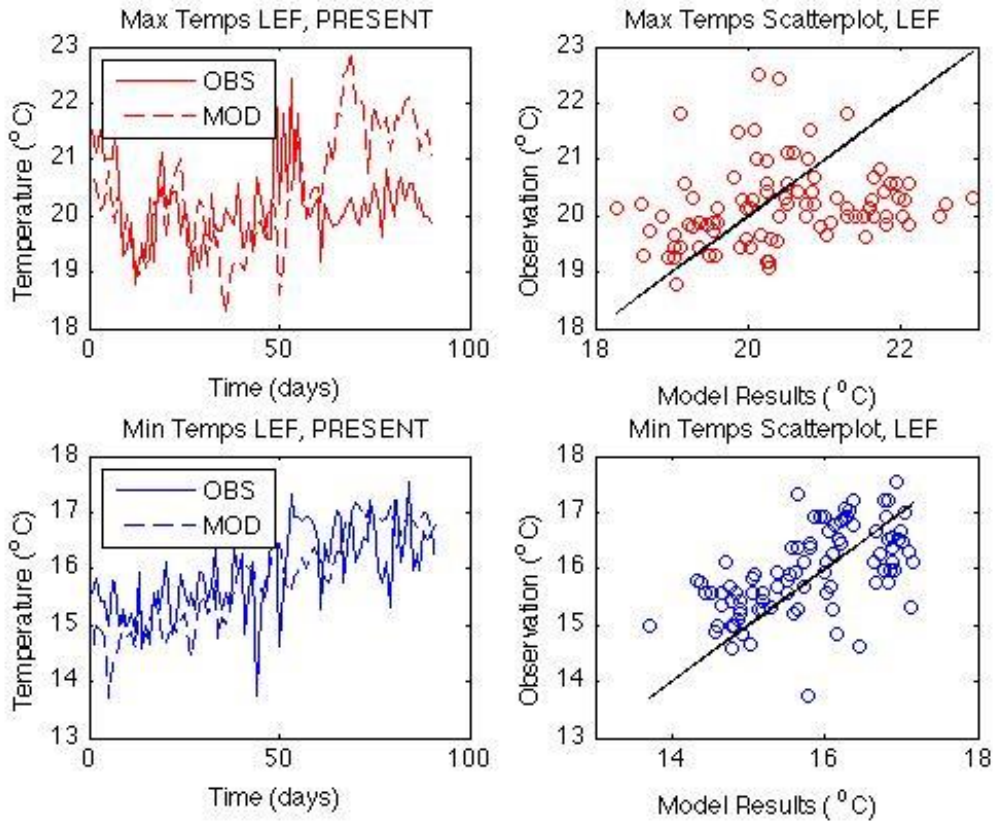 Max Temps LEF, PRESENT
23
22
21
20
19
18
Temperature (°C)
OBS
MOD
0
50
100
Time (days)
Max Temps Scatterplot, LEF
23
22
21
20
19
18
Observation (°C)
18
20
22
Model Results (°C)
Min Temps LEF, PRESENT
18
17
16
15
14
13
Temperature (°C)
OBS
MOD
0
50
100
Time (days)
Min Temps Scatterplot, LEF
18
17
16
15
14
13
Observation (°C)
14
16
18
Model Results (°C)